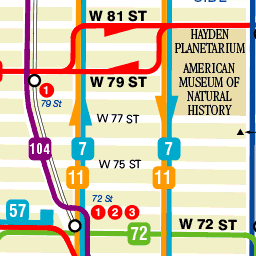 SIDE
W 81 ST
HAYDEN
PLANETARIUM
AMERICAN
MUSEUM OF
NATURAL
HISTORY
W 79 ST
1
79 St
W 77 ST
104
7
7
W 75 ST
11
11
72 St
1 2 3
57
W 72 ST
72